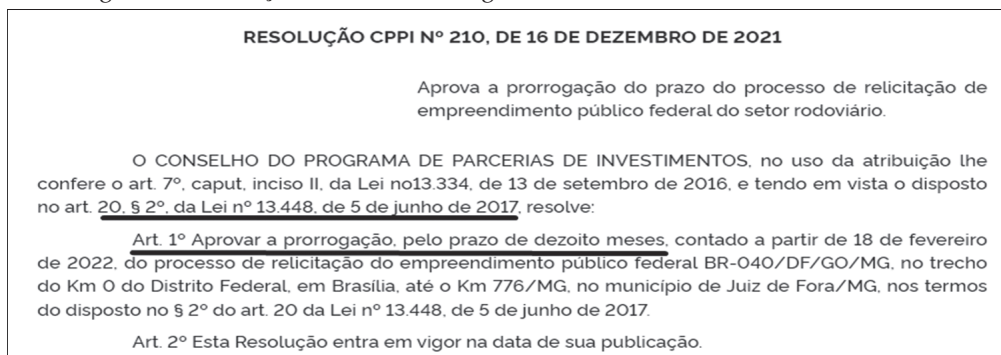 RESOLUÇÃO CPPI Nº 210, DE 16 DE DEZEMBRO DE 2021
Aprova a prorrogação do prazo do processo de relicitação de
empreendimento público federal do setor rodoviário.
O CONSELHO DO PROGRAMA DE PARCERIAS DE INVESTIMENTOS, no uso da atribuição lhe
confere o art. 7º, caput, inciso II, da Lei no13.334, de 13 de setembro de 2016, e tendo em vista o disposto
no art. 20, § 2º, da Lei nº 13.448, de 5 de junho de 2017, resolve:
Art. 1º Aprovar a prorrogação, pelo prazo de dezoito meses, contado a partir de 18 de fevereiro
de 2022, do processo de relicitação do empreendimento público federal BR-040/DF/GO/MG, no trecho
do Km 0 do Distrito Federal, em Brasília, até o Km 776/MG, no município de Juiz de Fora/MG, nos termos
do disposto no § 2º do art. 20 da Lei nº 13.448, de 5 de junho de 2017.
Art. 2º Esta Resolução entra em vigor na data de sua publicação.